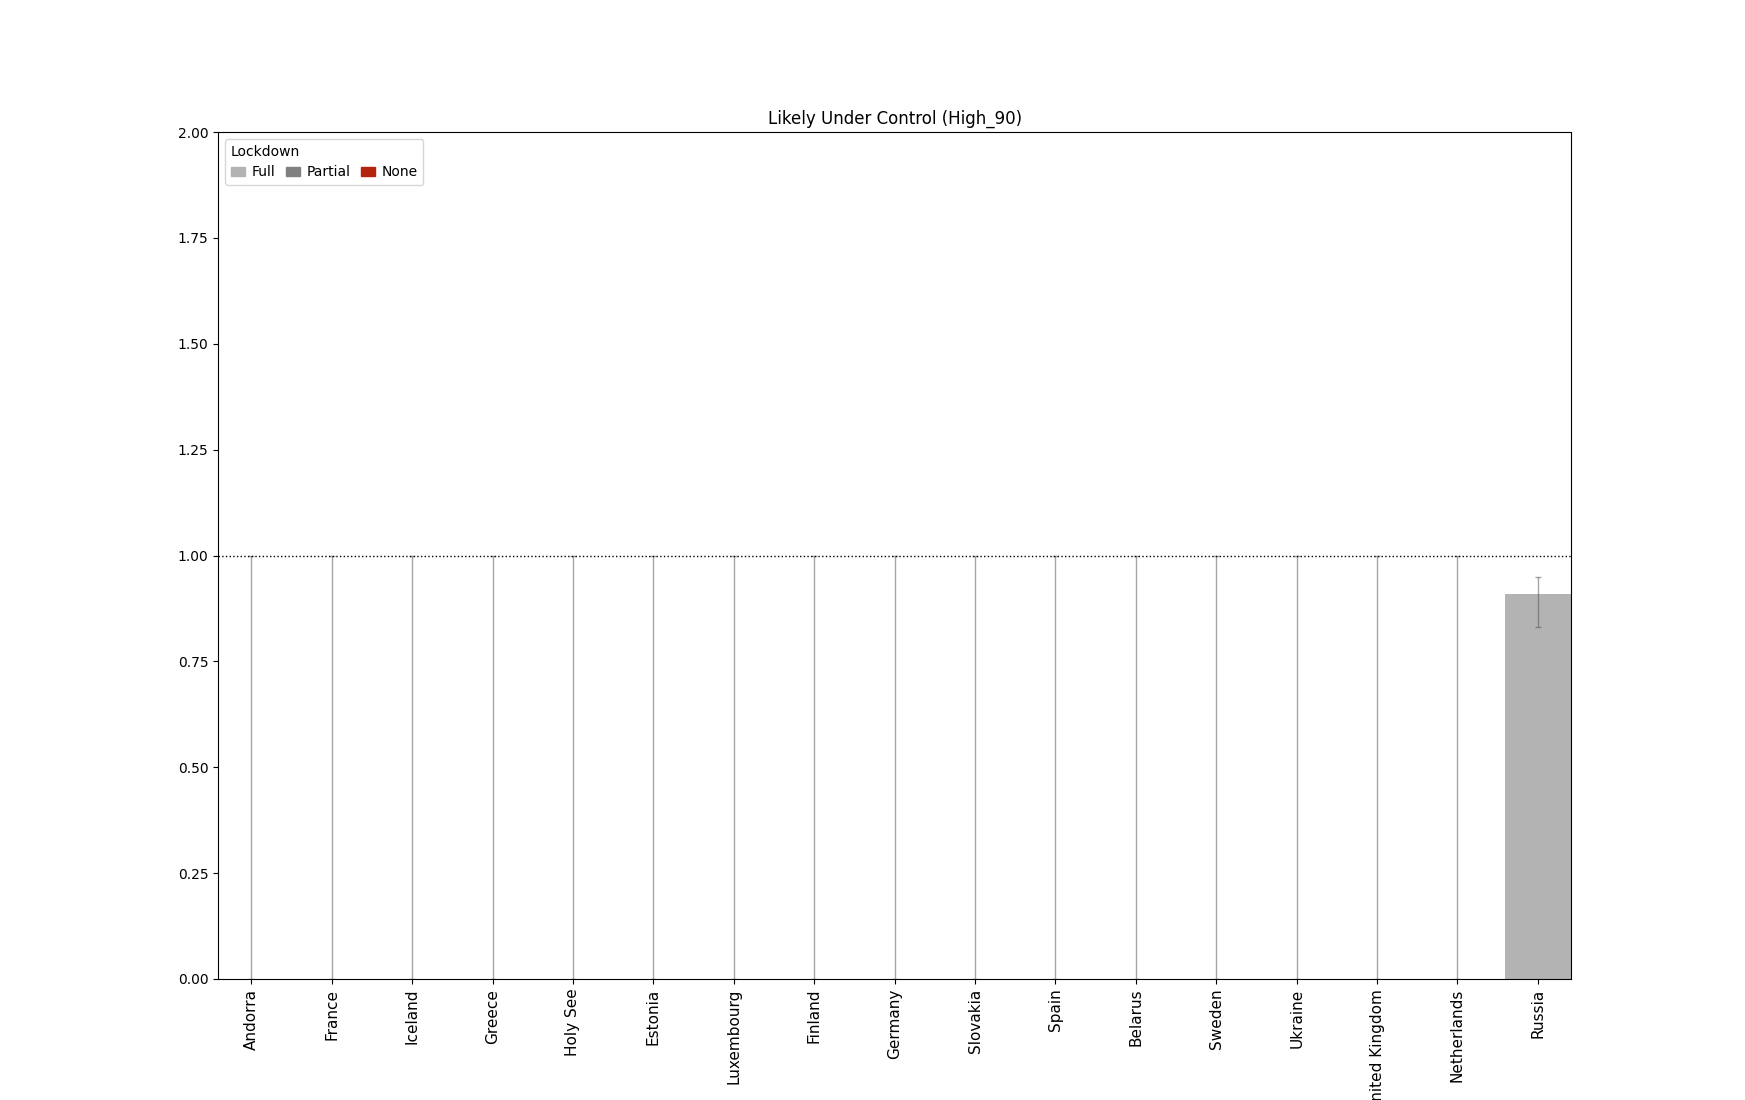 Likely Under Control (High_90)
2.00
Lockdown
Full Partial None
1.75
1.50
1.25
1.00
0.75
0.50
0.25
0.00
Andorra
France
Iceland
Greece
Holy See
Estonia
Luxembourg
Finland
Germany
Slovakia
Spain
Belarus
Sweden
Ukraine
nited Kingdom
Netherlands
Russia